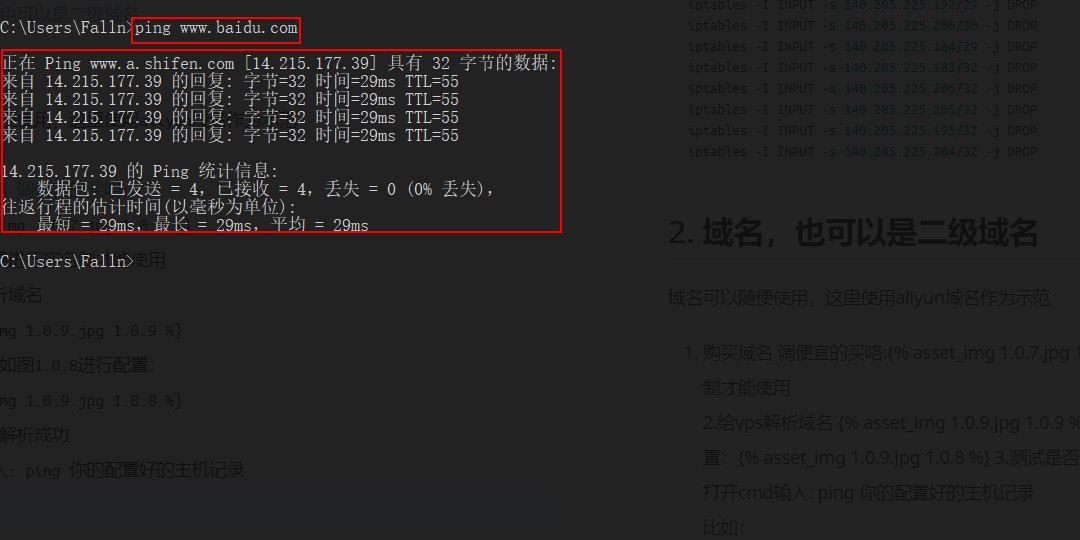 也可以是二级域名
C:\Users\Falln>ping www.baidu.com
正在 Ping www.a.shifen.com [14.215.177.39] 具有 32 字节的数据:
来自 14.215.177.39 的回复: 字节=32 时间=29ms TTL=55
来自 14.215.177.39 的回复: 字节=32 时间=29ms TTL=55
来自 14.215.177.39 的回复: 字节=32 时间=29ms TTL=55
来自 14.215.177.39 的回复: 字节=32 时间=29ms TTL=55
14.215.177.39 的 Ping 统计信息:
数据包: 已发送 = 4，已接收 = 4，丢失 = 0 (0% 丢失)，
往返行程的估计时间(以毫秒为单位):
最短 = 29ms，最长 = 29ms，平均 = 29ms
C:\Users\Falln>
使用
域名
mg 1.0.9.jpg 1.0.9 %}
如图1.0.8进行配置：
mg 1.0.9.jpg 1.0.8 %}
解析成功
入: ping 你的配置好的主机记录
iptables -I INPUT -s 140.205.225.192/29 -j DROP
iptables -I INPUT -s 140.205.225.200/30 -j DROP
iptables -I INPUT -s 140.205.225.184/29 -j DROP
iptables -I INPUT -s 140.205.225.183/32 -j DROP
iptables -I INPUT -s 140.205.225.206/32 -j DROP
iptables -I INPUT -s 140.205.225.205/32 -j DROP
iptables -I INPUT -s 140.205.225.195/32 -j DROP
iptables -I INPUT -s 140.205.225.204/32 -j DROP
2. 域名，也可以是二级域名
域名可以随便使用，这里使用aliyun域名作为示范
1. 购买域名 调便宜的买咯:{% asset_img 1.0.7.jpg 1
制才能使用
2.给vps解析域名 {% asset_img 1.0.9.jpg 1.0.9 %
置：{% asset_img 1.0.9.jpg 1.0.8 %} 3.测试是否
打开cmd输入: ping 你的配置好的主机记录
比如：